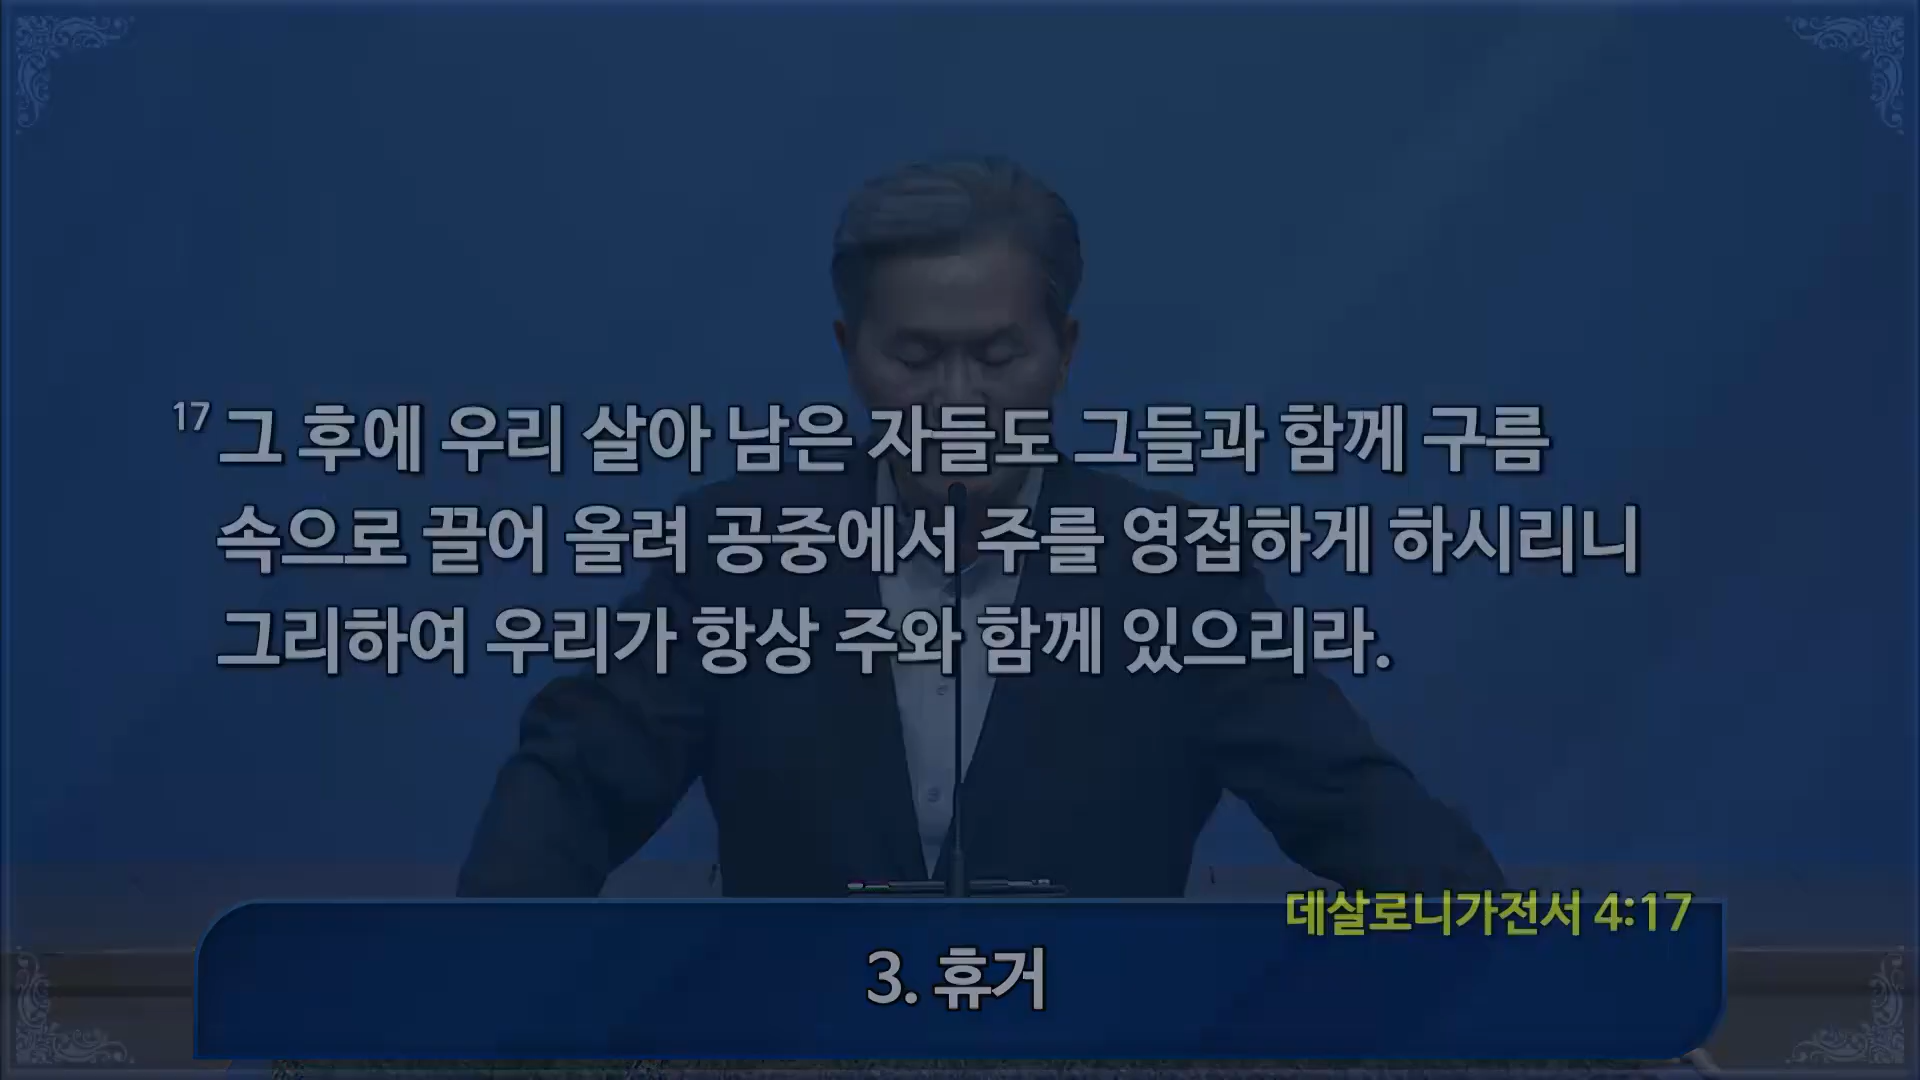 17 그 후에 우리 살아 남은 자들도 그들과 함께 구름
속으로 끌어 올려 공중에서 주를 영접하게 하시리니
그리하여 우리가 항상 주와 함께 있으리라.
데살로니가전서 4:17
3. 휴거